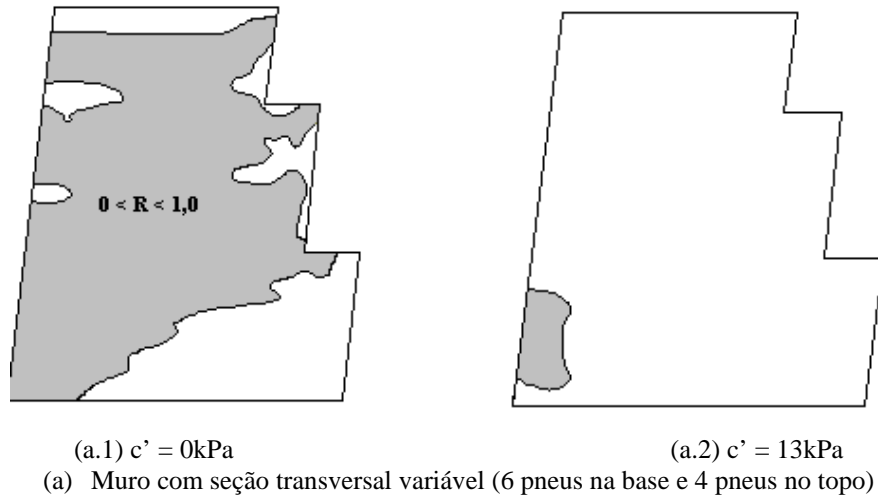 0 < R < 1,0
(a.1) c’ = 0kPa (a.2) c’ = 13kPa
(a) Muro com seção transversal variável (6 pneus na base e 4 pneus no topo)